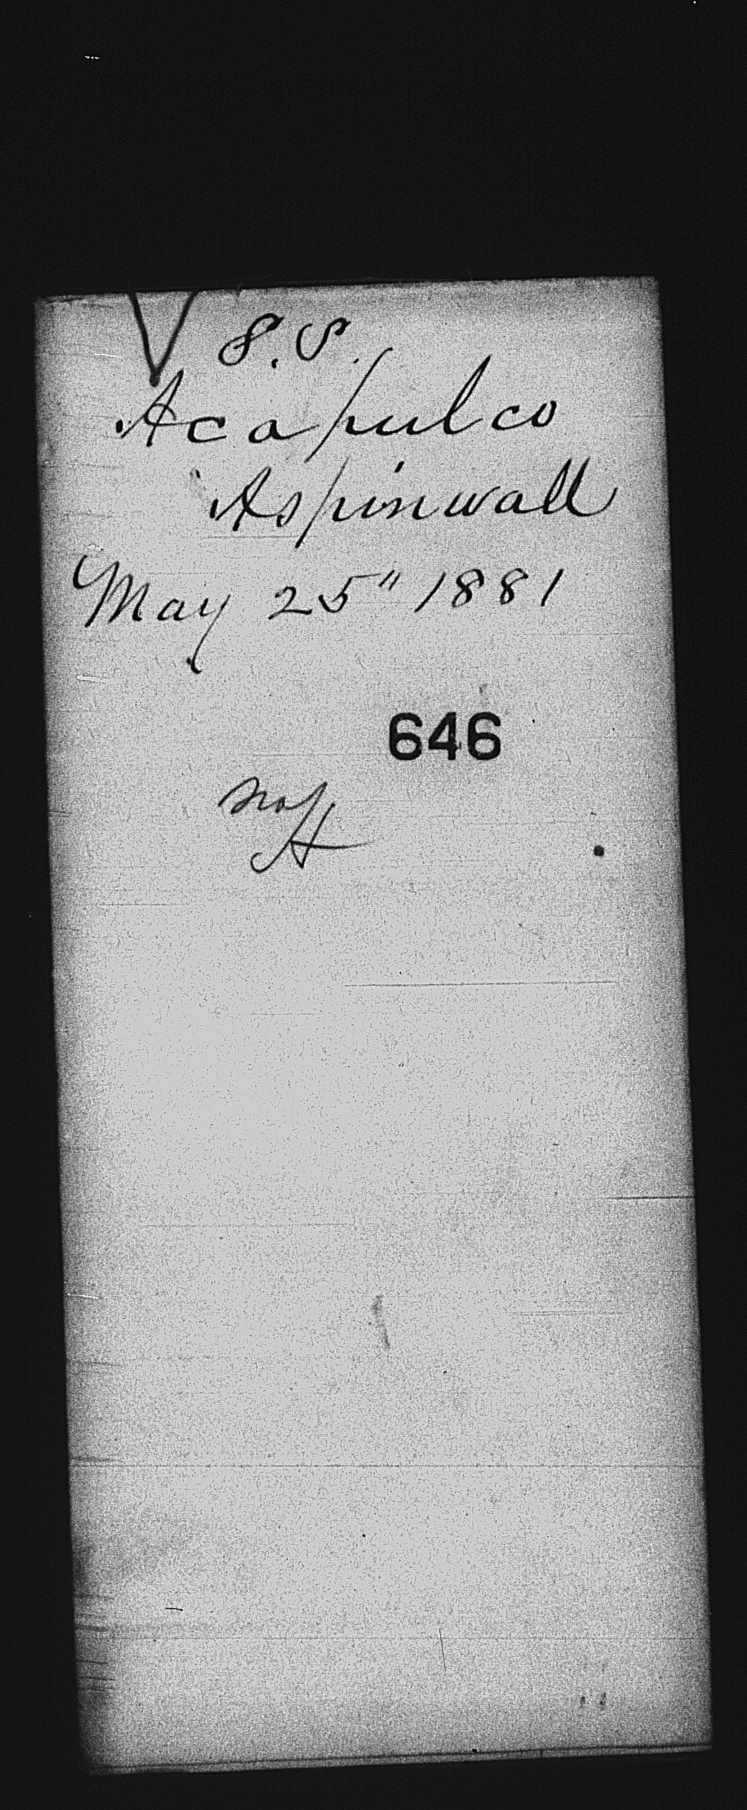 S.S.
Acapulco
Aspinwall
May 25" 1881
646
H